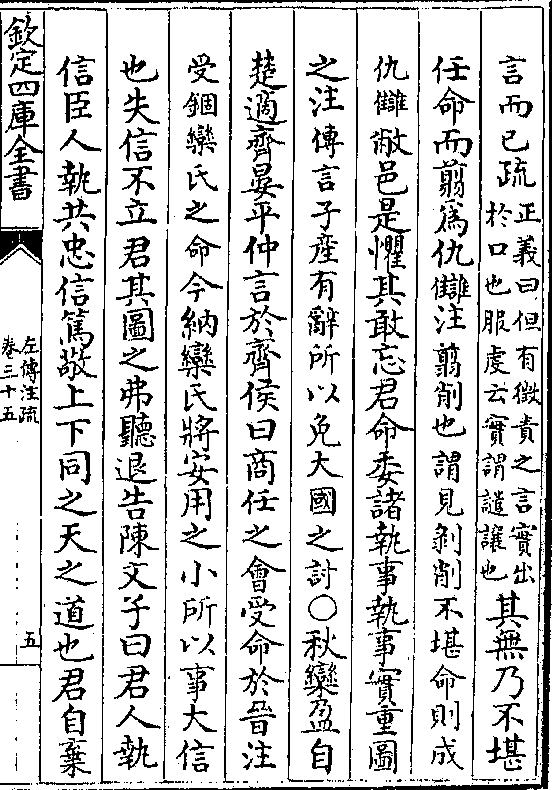 言而已疏正義曰但有徵責之言實出
於口也服虔云實謂譴讓也其無乃不堪
任命而翦為仇讎注翦削也謂見剥削不堪命則成
仇讎敝邑是懼其敢忘君命委諸執事執事實重圖
之注傳言子産有辭所以免大國之討〇秋欒盈自
楚適齊晏平仲言於齊侯曰商任之會受命於晉注
受錮欒氏之命今納欒氏將安用之小所以事大信
也失信不立君其圖之弗聽退告陳文子曰君人執
信臣人執共忠信篤敬上下同之天之道也君自棄
欽定四庫全書
左傳注疏
卷三十五
五